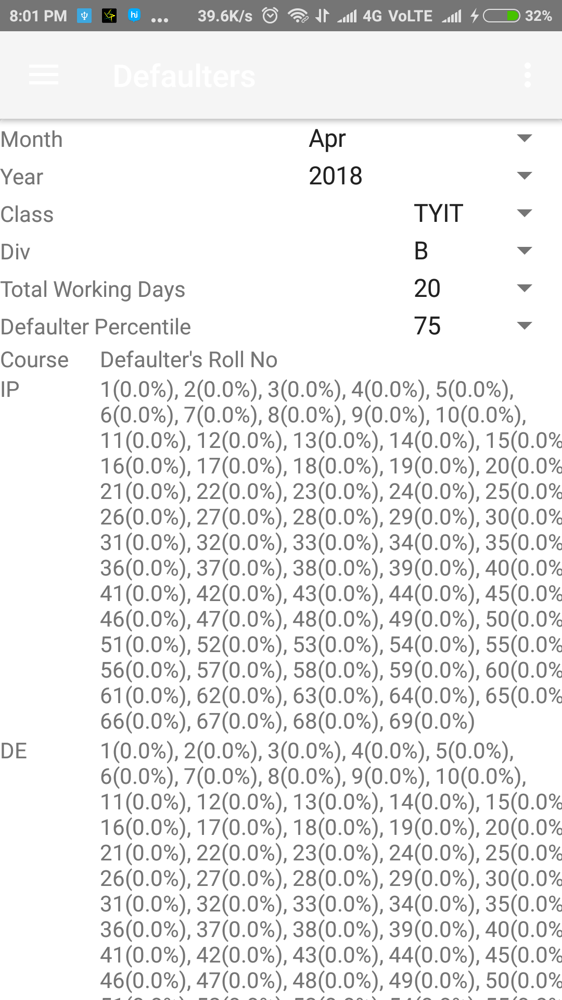 8:01 PM hi ... 39.6K/s 4G VoLTE 32%
Defaulters
Month Apr
Year 2018
Class TYIT
Div B
Total Working Days 20
Defaulter Percentile 75
Course Defaulter's Roll No
IP 1(0.0%), 2(0.0%), 3(0.0%), 4(0.0%), 5(0.0%),
6(0.0%), 7(0.0%), 8(0.0%), 9(0.0%), 10(0.0%),
11(0.0%), 12(0.0%), 13(0.0%), 14(0.0%), 15(0.0%
16(0.0%), 17(0.0%), 18(0.0%), 19(0.0%), 20(0.0%
21(0.0%), 22(0.0%), 23(0.0%), 24(0.0%), 25(0.0%
26(0.0%), 27(0.0%), 28(0.0%), 29(0.0%), 30(0.0%
31(0.0%), 32(0.0%), 33(0.0%), 34(0.0%), 35(0.0%
36(0.0%), 37(0.0%), 38(0.0%), 39(0.0%), 40(0.0%
41(0.0%), 42(0.0%), 43(0.0%), 44(0.0%), 45(0.0%
46(0.0%), 47(0.0%), 48(0.0%), 49(0.0%), 50(0.0%
51(0.0%), 52(0.0%), 53(0.0%), 54(0.0%), 55(0.0%
56(0.0%), 57(0.0%), 58(0.0%), 59(0.0%), 60(0.0%
61(0.0%), 62(0.0%), 63(0.0%), 64(0.0%), 65(0.0%
66(0.0%), 67(0.0%), 68(0.0%), 69(0.0%)
DE 1(0.0%), 2(0.0%), 3(0.0%), 4(0.0%), 5(0.0%),
6(0.0%), 7(0.0%), 8(0.0%), 9(0.0%), 10(0.0%),
11(0.0%), 12(0.0%), 13(0.0%), 14(0.0%), 15(0.0%
16(0.0%), 17(0.0%), 18(0.0%), 19(0.0%), 20(0.0%
21(0.0%), 22(0.0%), 23(0.0%), 24(0.0%), 25(0.0%
26(0.0%), 27(0.0%), 28(0.0%), 29(0.0%), 30(0.0%
31(0.0%), 32(0.0%), 33(0.0%), 34(0.0%), 35(0.0%
36(0.0%), 37(0.0%), 38(0.0%), 39(0.0%), 40(0.0%
41(0.0%), 42(0.0%), 43(0.0%), 44(0.0%), 45(0.0%
46(0.0%), 47(0.0%), 48(0.0%), 49(0.0%), 50(0.0%